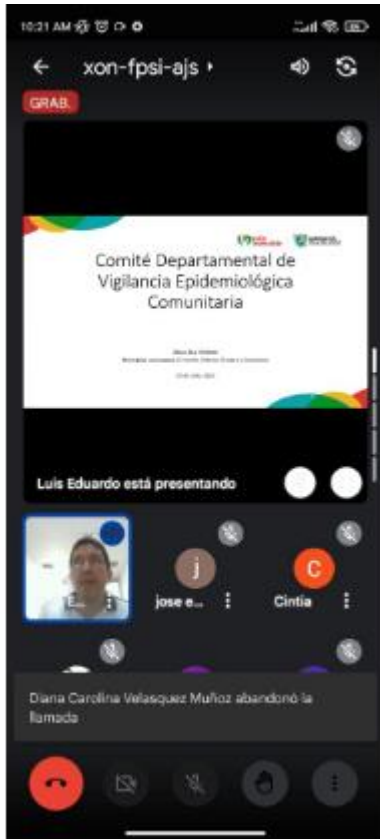 10:21 AM
xon-fpsi-ajs
GRAB.
Comité Departamental de
Vigilancia Epidemiológica
Comunitaria
Luis Eduardo está presentando
E...
jose e...
Cintia
j
C
Diana Carolina Velasquez Muñoz abandonó la
llamada